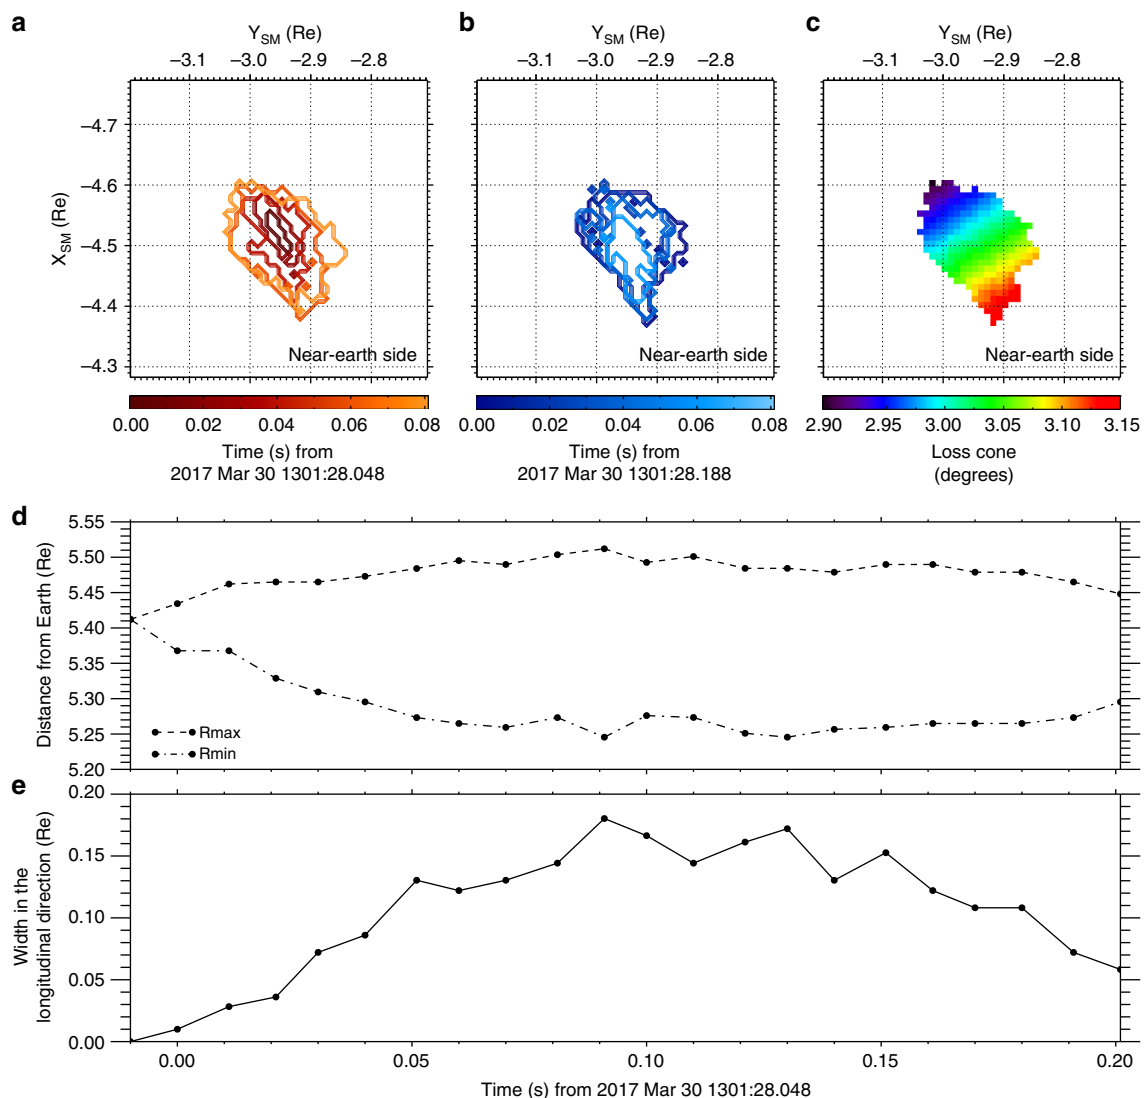 a
Y_SM (Re)
−3.1 −3.0 −2.9 −2.8
X_SM (Re)
−4.7
−4.6
−4.5
−4.4
−4.3
Near-earth side
0.00 0.02 0.04 0.06 0.08
Time (s) from
2017 Mar 30 1301:28.048
b
Y_SM (Re)
−3.1 −3.0 −2.9 −2.8
Near-earth side
0.00 0.02 0.04 0.06 0.08
Time (s) from
2017 Mar 30 1301:28.188
c
Y_SM (Re)
−3.1 −3.0 −2.9 −2.8
Near-earth side
2.90 2.95 3.00 3.05 3.10 3.15
Loss cone
(degrees)
d
Distance from Earth (Re)
5.55
5.50
5.45
5.40
5.35
5.30
5.25
5.20
Rmax
Rmin
e
Width in the
longitudinal direction (Re)
0.20
0.15
0.10
0.05
0.00
0.00 0.05 0.10 0.15 0.20
Time (s) from 2017 Mar 30 1301:28.048